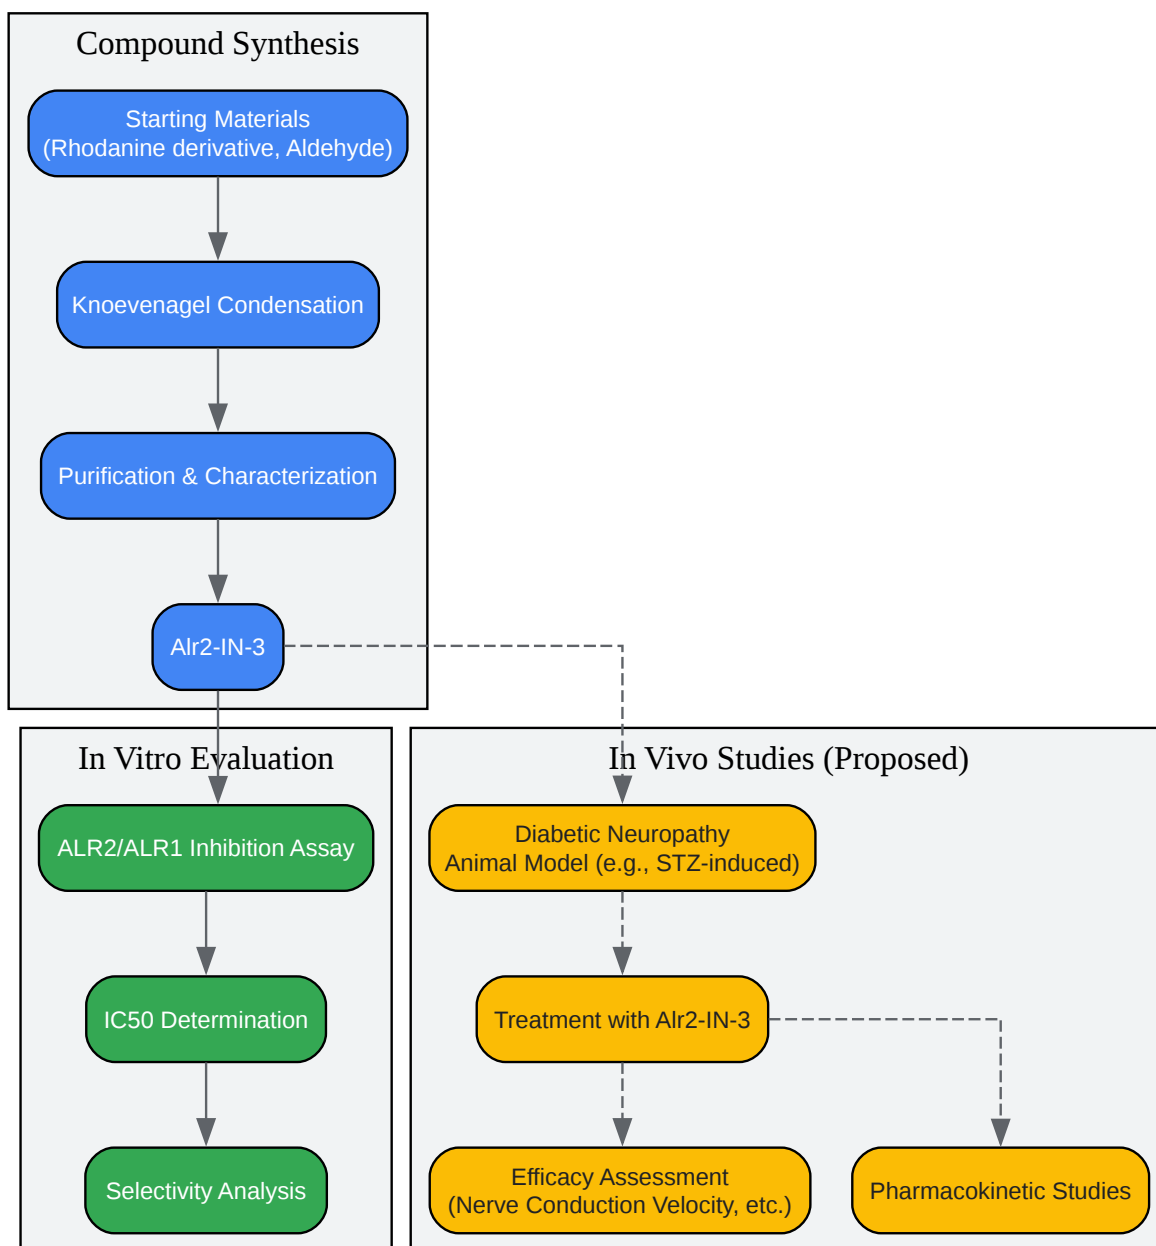 Compound Synthesis
Starting Materials
(Rhodanine derivative, Aldehyde)
Knoevenagel Condensation
Purification & Characterization
Alr2-IN-3
In Vitro Evaluation
ALR2/ALR1 Inhibition Assay
IC50 Determination
Selectivity Analysis
In Vivo Studies (Proposed)
Diabetic Neuropathy
Animal Model (e.g., STZ-induced)
Treatment with Alr2-IN-3
Efficacy Assessment
(Nerve Conduction Velocity, etc.)
Pharmacokinetic Studies